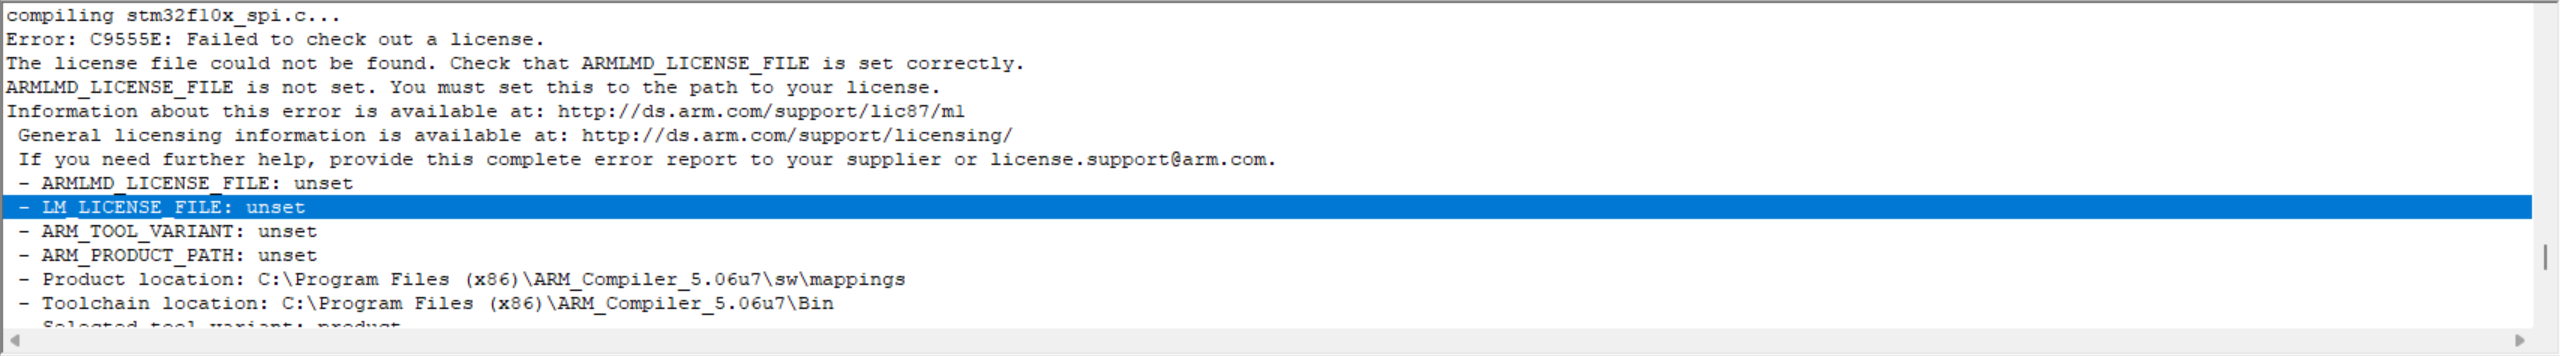 compiling stm32f10x_spi.c...
Error: C9555E: Failed to check out a license.
The license file could not be found. Check that ARMLMD_LICENSE_FILE is set correctly.
ARMLMD_LICENSE_FILE is not set. You must set this to the path to your license.
Information about this error is available at: http://ds.arm.com/support/lic87/m1
General licensing information is available at: http://ds.arm.com/support/licensing/
If you need further help, provide this complete error report to your supplier or license.support@arm.com.
- ARMLMD_LICENSE_FILE: unset
- LM_LICENSE_FILE: unset
- ARM_TOOL_VARIANT: unset
- ARM_PRODUCT_PATH: unset
- Product location: C:\Program Files (x86)\ARM_Compiler_5.06u7\sw\mappings
- Toolchain location: C:\Program Files (x86)\ARM_Compiler_5.06u7\Bin
- Selected tool variant: product